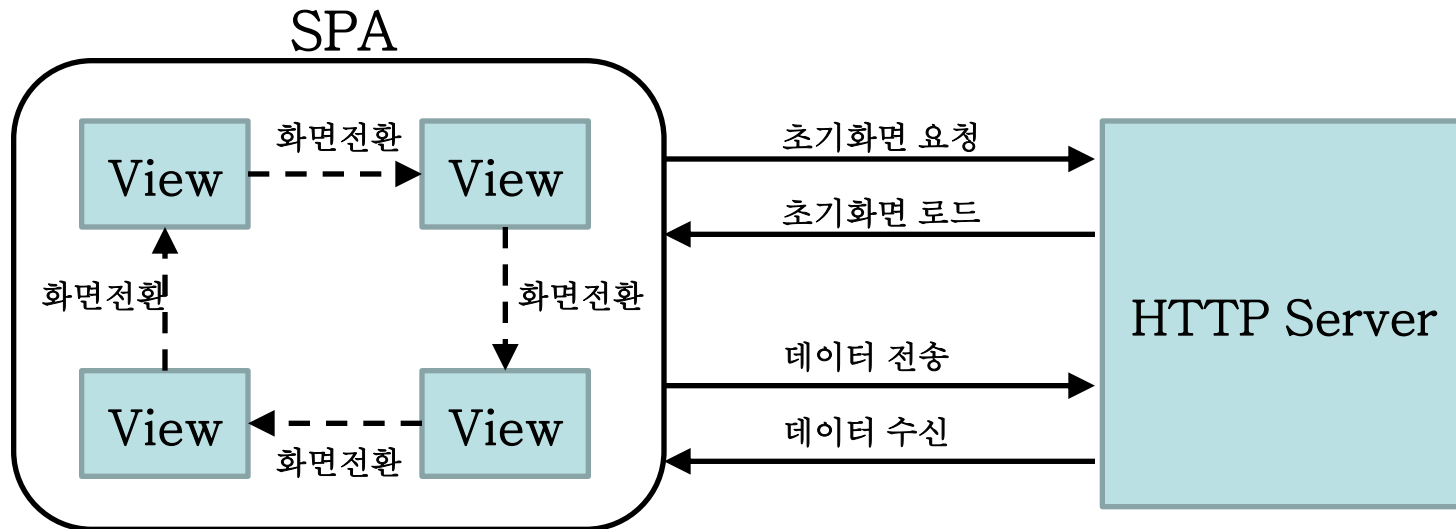 SPA
View
화면전환
View
초기화면 요청
초기화면 로드
화면전환
화면전환
HTTP Server
데이터 전송
View
화면전환
View
데이터 수신